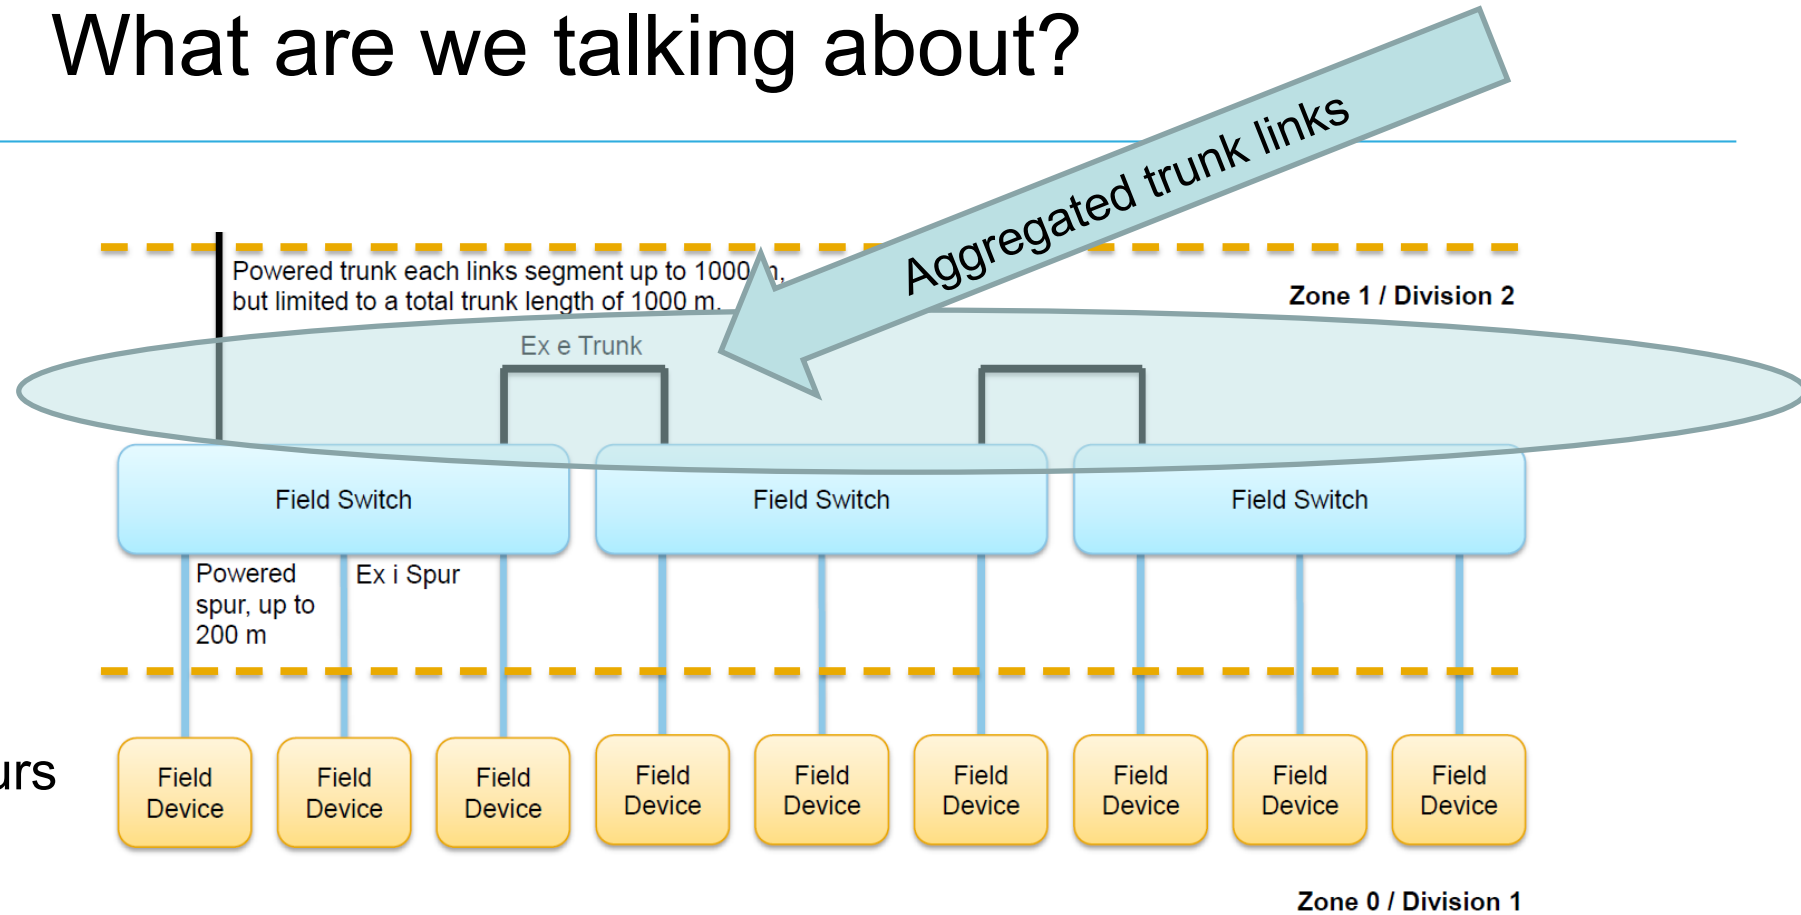 What are we talking about?
Aggregated trunk links
Powered trunk each links segment up to 1000 m,
but limited to a total trunk length of 1000 m.
Zone 1 / Division 2
Ex e Trunk
Field Switch
Field Switch
Field Switch
Powered
spur, up to
200 m
Ex i Spur
urs
Field
Device
Field
Device
Field
Device
Field
Device
Field
Device
Field
Device
Field
Device
Field
Device
Field
Device
Zone 0 / Division 1